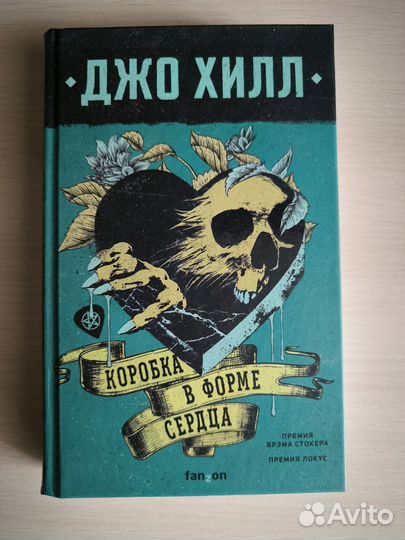 ДЖО ХИЛЛ
КОРОБКА
В ФОРМЕ
СЕРДЦА
ПРЕМИЯ
БРЭМА СТОКЕРА
ПРЕМИЯ ЛОКУС
fanzon
Avito